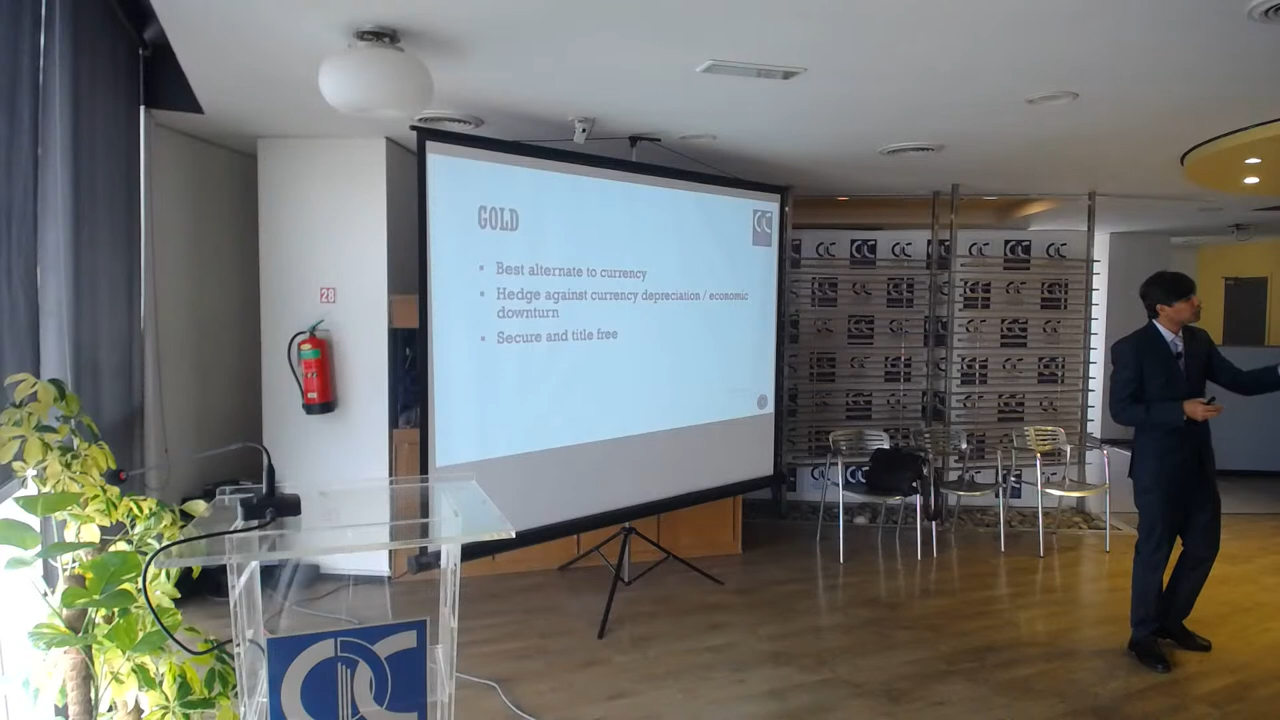 GOLD
▪ Best alternate to currency
▪ Hedge against currency depreciation / economic
downturn
▪ Secure and title free
28